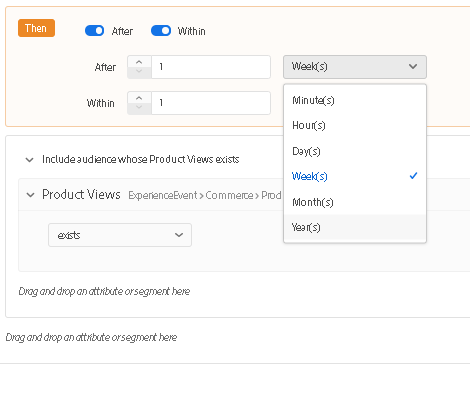 Then After Within
After 1 Week(s)
Within 1
Minute(s)
Hour(s)
Day(s)
Week(s)
Month(s)
Year(s)
Include audience whose Product Views exists
Product Views ExperienceEvent > Commerce > Prod
exists
Drag and drop an attribute or segment here
Drag and drop an attribute or segment here